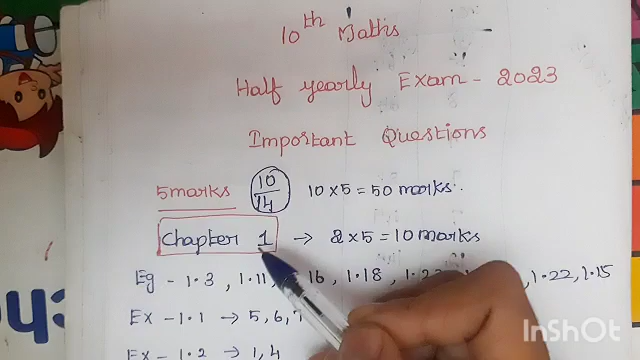 10th Maths
Half yearly Exam - 2023
Important Questions
5marks 10/14 10 x 5 = 50 marks.
Chapter 1 → 2 x 5 = 10 marks
Eg - 1.3, 1.11, 16, 1.18, 1.22, 1.15
Ex - 1.1 → 5, 6, 7
Ex - 1.2 → 1, 4
InShOt